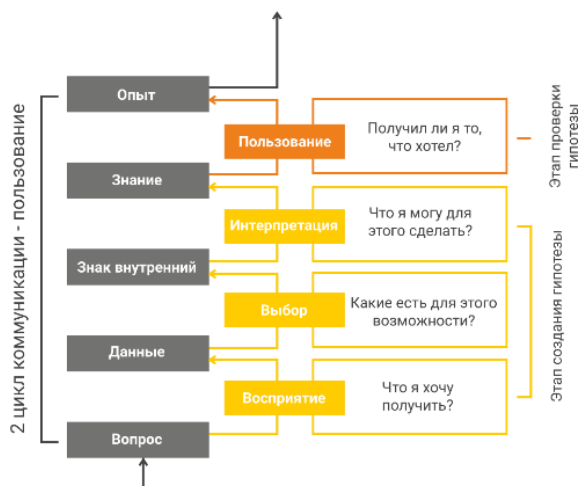 Опыт
Пользование
Получил ли я то,
что хотел?
Знание
Интерпретация
Что я могу для
этого сделать?
Знак внутренний
Выбор
Какие есть для этого
возможности?
Данные
Восприятие
Что я хочу
получить?
Вопрос
2 цикл коммуникации - пользование
Этап проверки
гипотезы
Этап создания гипотезы